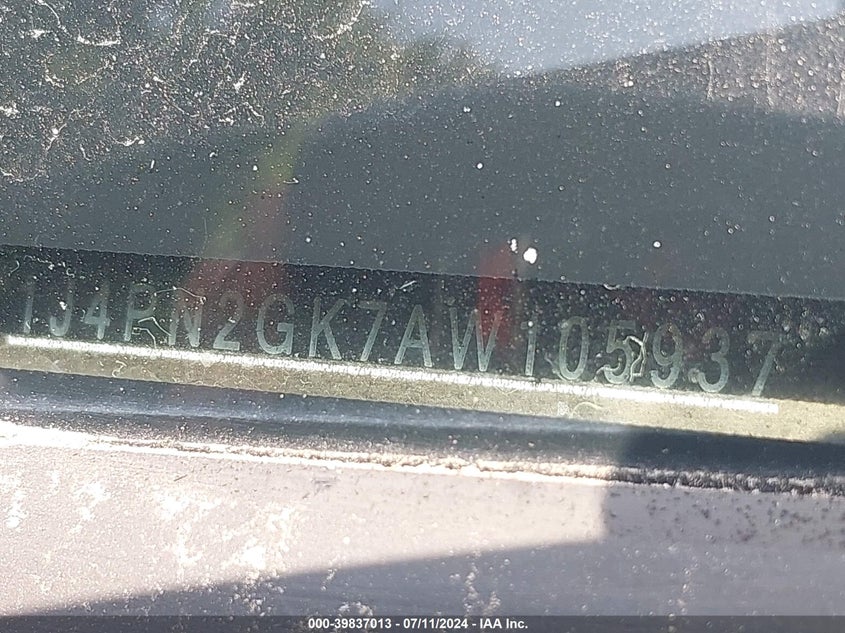 1J4PN2GK7AW105937
000-39837013 - 07/11/2024 - IAA Inc.